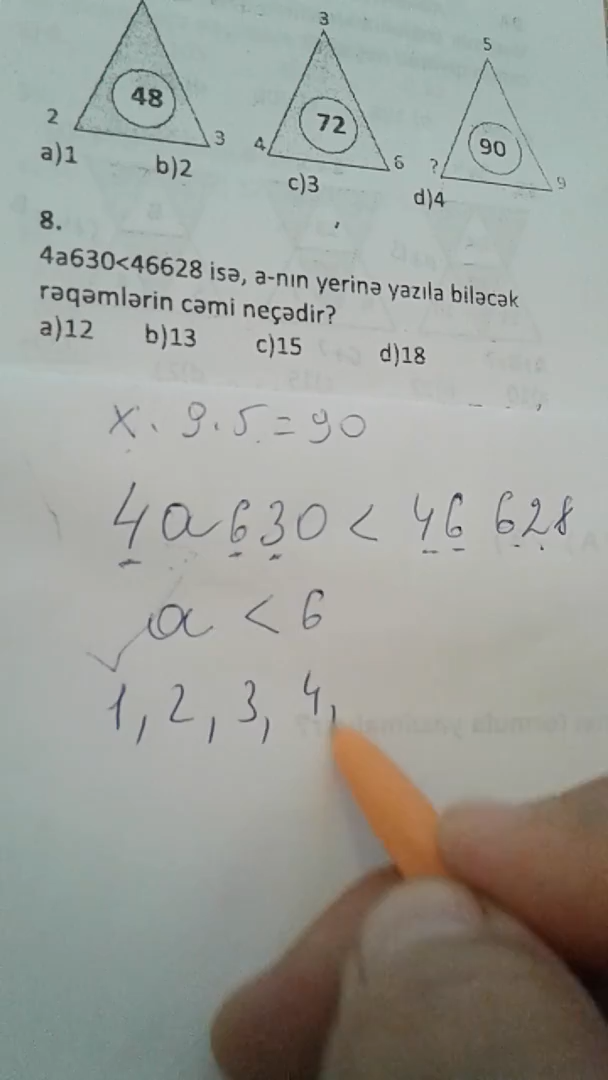 3
5
48
72
90
2
3
4
6
?
9
a)1 b)2 c)3 d)4
8.
4a630<46628 isə, a-nın yerinə yazıla biləcək
rəqəmlərin cəmi neçədir?
a)12 b)13 c)15 d)18
x . 9 . 5 = 90
4a630 < 46 628
a < 6
1, 2, 3, 4,